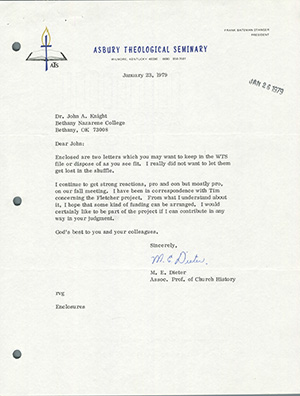 FRANK BATEMAN STANGER
PRESIDENT
ATS
ASBURY THEOLOGICAL SEMINARY
WILMORE, KENTUCKY 40390
January 23, 1979
JAN 26 1979
Dr. John A. Knight
Bethany Nazarene College
Bethany, OK 73008
Dear John:
Enclosed are two letters which you may want to keep in the WTS
file or dispose of as you see fit. I really did not want to let them
get lost in the shuffle.
I continue to get strong reactions, pro and con but mostly pro,
on our fall meeting. I have been in correspondence with Tim
concerning the Fletcher project. From what I understand about
it, I hope that some kind of funding can be arranged. I would
certainly like to be part of the project if I can contribute in any
way in your judgment.
God's best to you and your colleagues.
Sincerely,
M. E. Dieter
M. E. Dieter
Assoc. Prof. of Church History
rvg
Enclosures